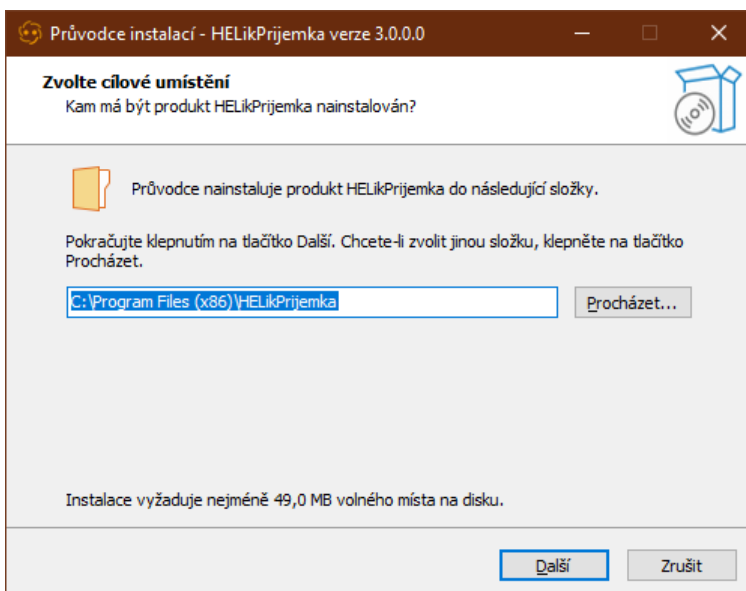 Průvodce instalací - HELikPrijemka verze 3.0.0.0
Zvolte cílové umístění
Kam má být produkt HELikPrijemka nainstalován?
Průvodce nainstaluje produkt HELikPrijemka do následující složky.
Pokračujte klepnutím na tlačítko Další. Chcete-li zvolit jinou složku, klepněte na tlačítko
Procházet.
C:\Program Files (x86)\HELikPrijemka
Procházet...
Instalace vyžaduje nejméně 49,0 MB volného místa na disku.
Další
Zrušit